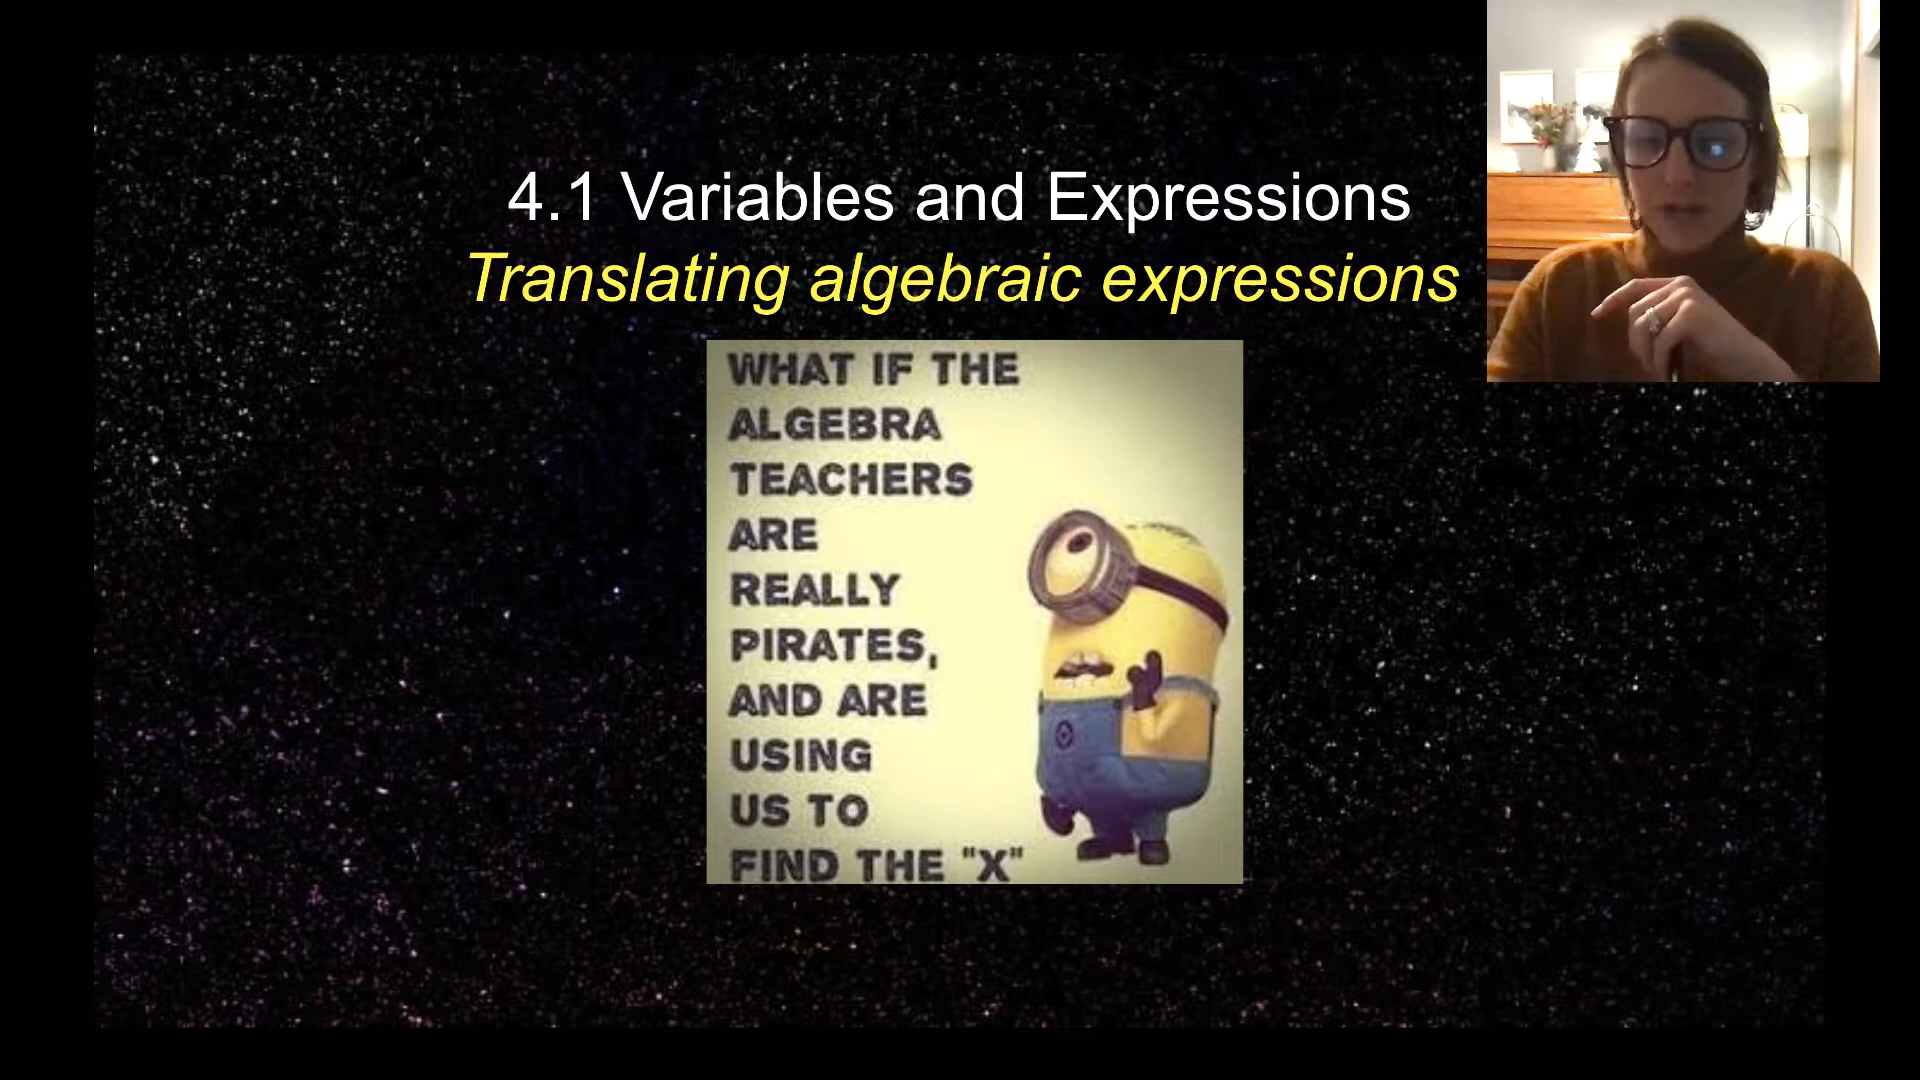 4.1 Variables and Expressions
Translating algebraic expressions
WHAT IF THE
ALGEBRA
TEACHERS
ARE
REALLY
PIRATES,
AND ARE
USING
US TO
FIND THE "X"